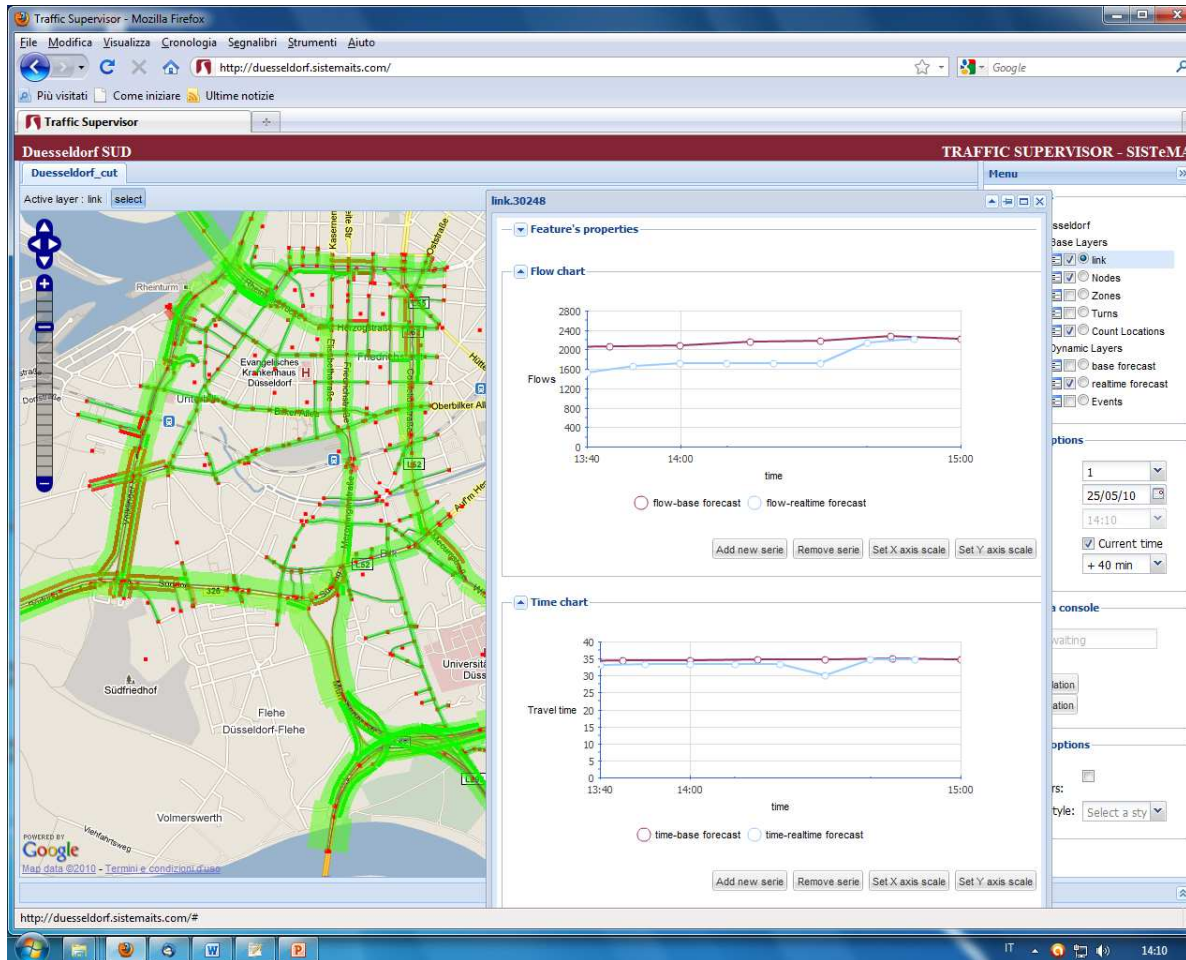 Traffic Supervisor - Mozilla Firefox
File Modifica Visualizza Cronologia Segnalibri Strumenti Aiuto
http://duesseldorf.sistemaits.com/
Google
Più visitati Come iniziare Ultime notizie
Traffic Supervisor
Duesseldorf SUD
TRAFFIC SUPERVISOR - SISTeMA
Duesseldorf_cut
Menu
Active layer : link select
link.30248
Feature's properties
Flow chart
2800
2400
2000
1600
1200
800
400
0
Flows
13:40 14:00 15:00
time
flow-base forecast flow-realtime forecast
Add new serie Remove serie Set X axis scale Set Y axis scale
Time chart
40
35
30
25
20
15
10
5
0
Travel time
13:40 14:00 15:00
time
time-base forecast time-realtime forecast
Add new serie Remove serie Set X axis scale Set Y axis scale
sseldorf
Base Layers
link
Nodes
Zones
Turns
Count Locations
Dynamic Layers
base forecast
realtime forecast
Events
ptions
1
25/05/10
14:10
Current time
+ 40 min
a console
waiting
lation
ation
options
rs:
tyle: Select a sty
Rheinturm
Herzogstraße
Evangelisches
Krankenhaus
Düsseldorf
H
Bilker Allee
Oberbilker All
L52
L52
Südring
326
Südfriedhof
Universitä
Düss
Flehe
Düsseldorf-Flehe
Volmerswerth
Viehfahrtsweg
POWERED BY
Google
Map data ©2010 - Termini e condizioni d'uso
http://duesseldorf.sistemaits.com/#
IT 14:10